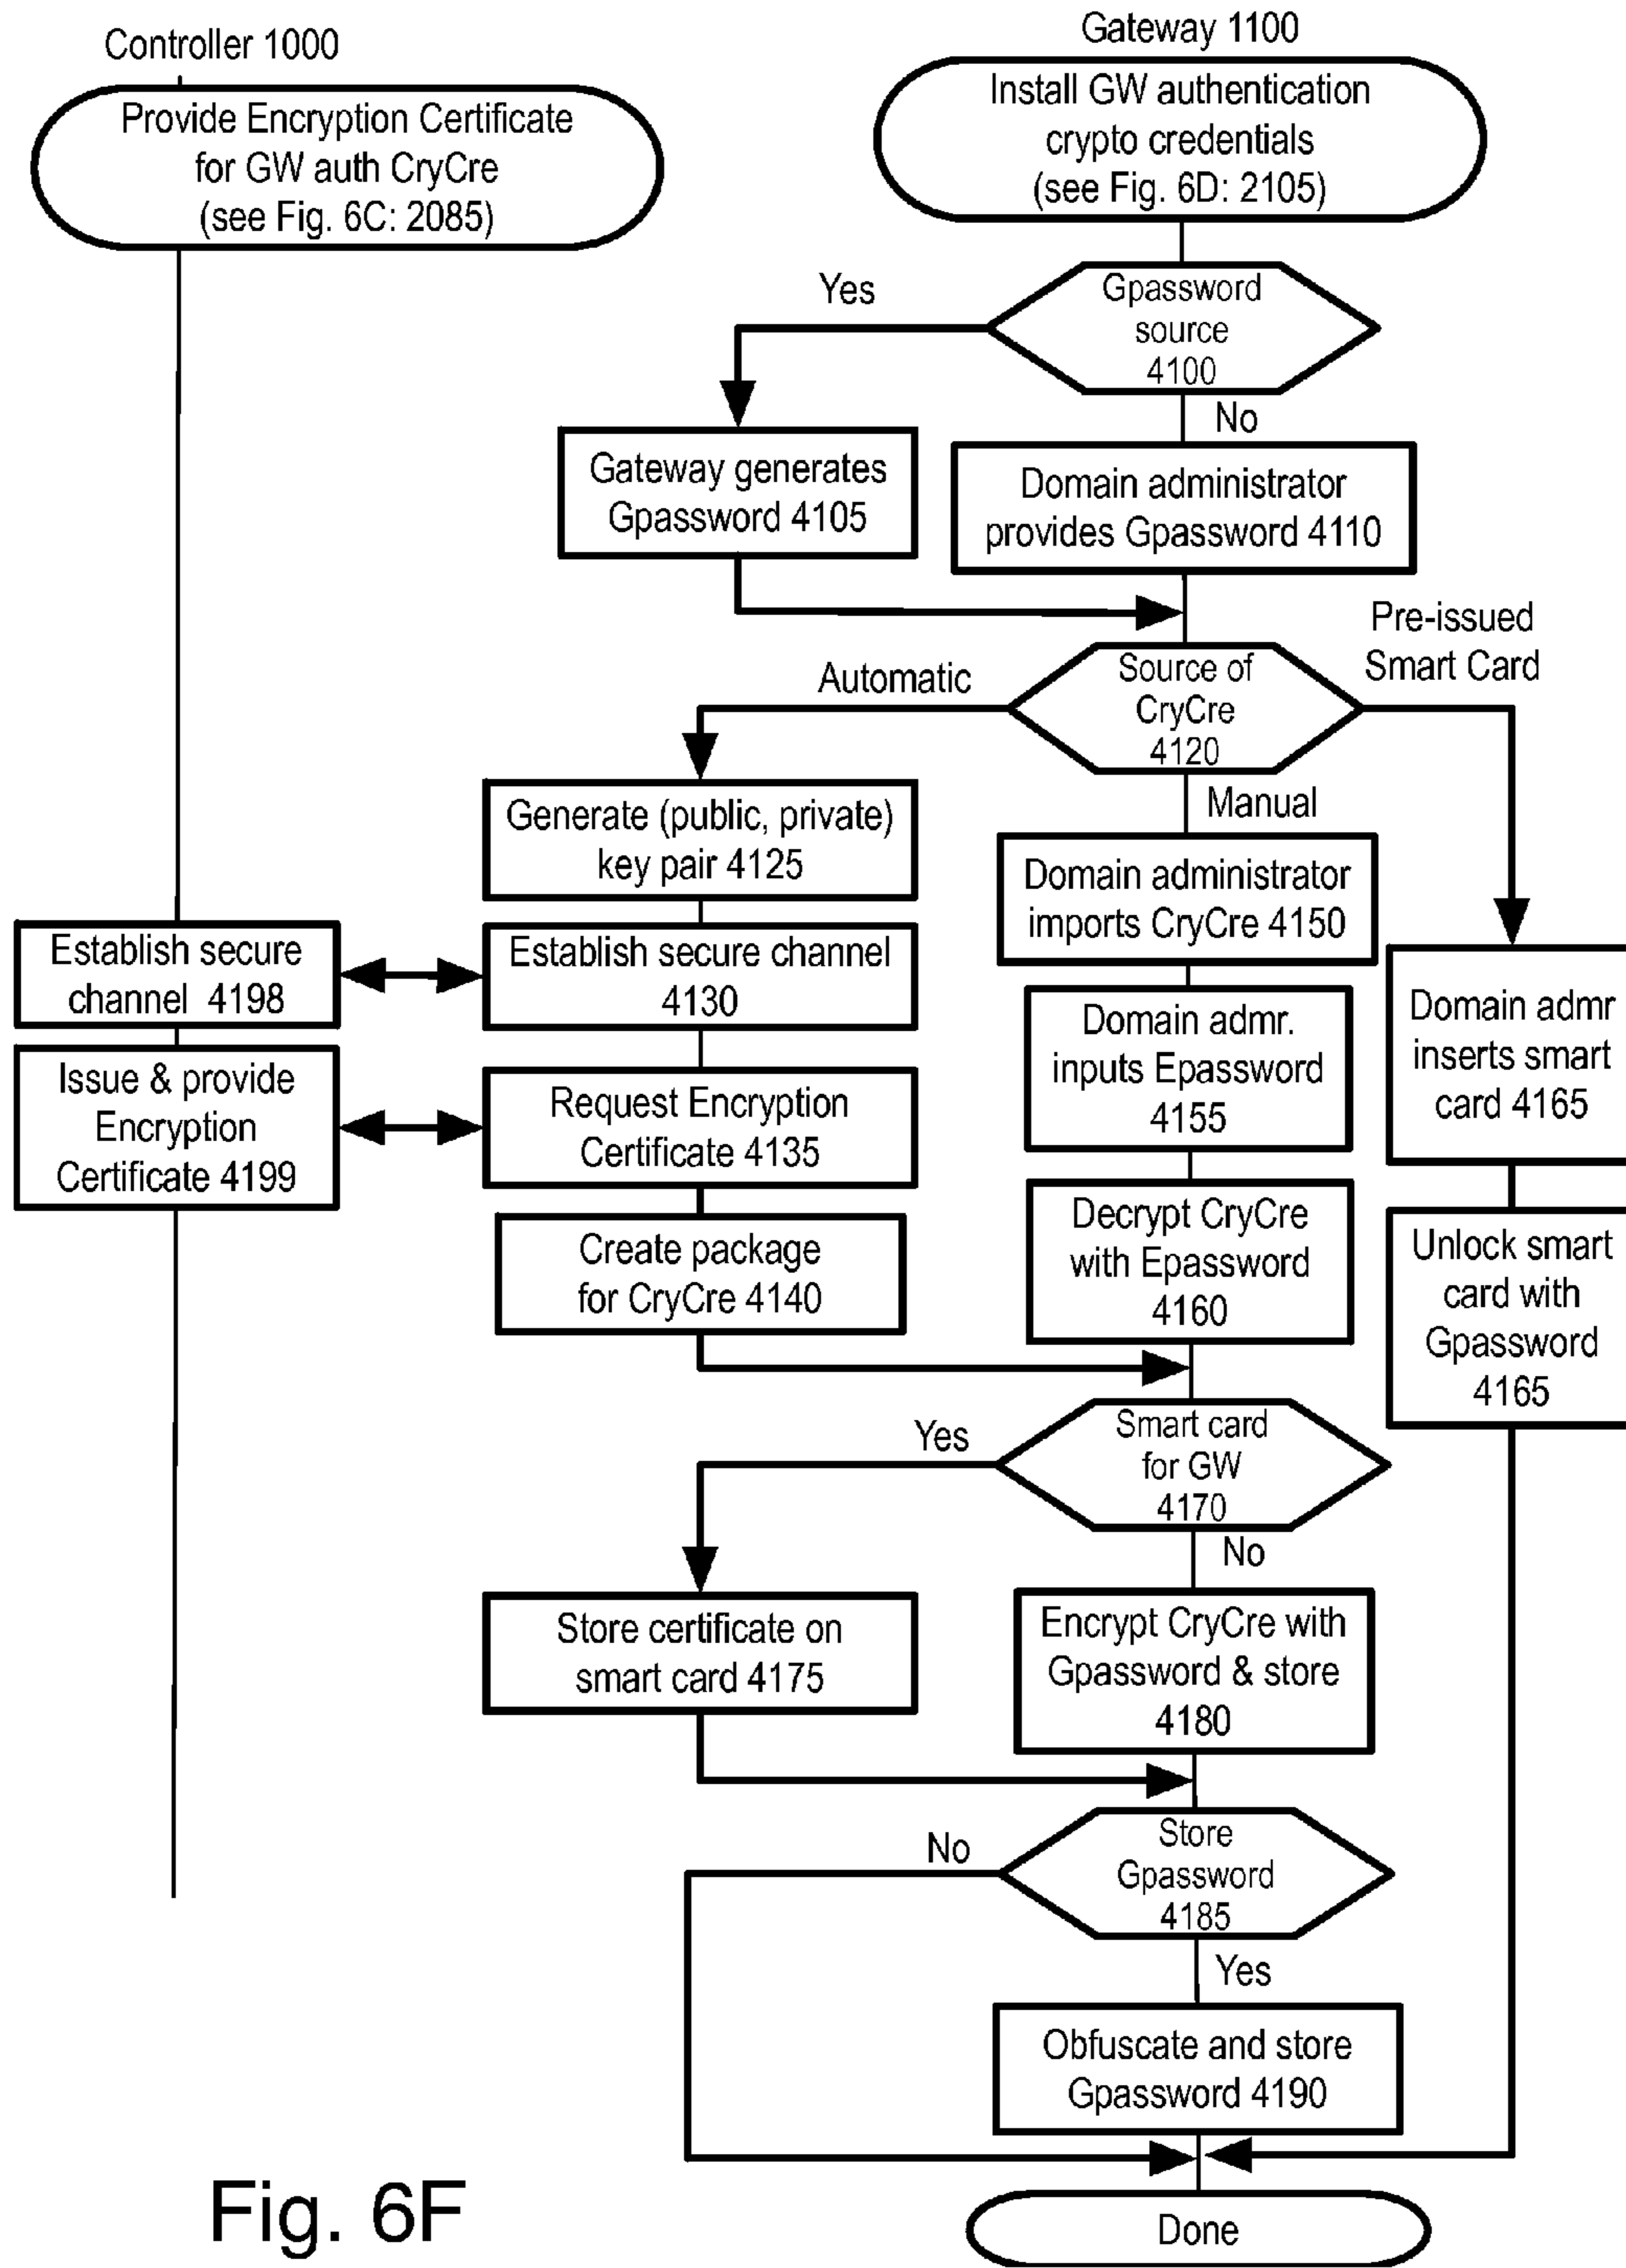 Controller 1000
Provide Encryption Certificate
for GW auth CryCre
(see Fig. 6C: 2085)
Gateway 1100
Install GW authentication
crypto credentials
(see Fig. 6D: 2105)
Yes
Gpassword
source
4100
No
Gateway generates
Gpassword 4105
Domain administrator
provides Gpassword 4110
Automatic
Source of
CryCre
4120
Pre-issued
Smart Card
Manual
Generate (public, private)
key pair 4125
Domain administrator
imports CryCre 4150
Establish secure
channel 4198
Establish secure channel
4130
Domain admr.
inputs Epassword
4155
Domain admr
inserts smart
card 4165
Issue & provide
Encryption
Certificate 4199
Request Encryption
Certificate 4135
Decrypt CryCre
with Epassword
4160
Unlock smart
card with
Gpassword
4165
Create package
for CryCre 4140
Yes
Smart card
for GW
4170
No
Store certificate on
smart card 4175
Encrypt CryCre with
Gpassword & store
4180
No
Store
Gpassword
4185
Yes
Obfuscate and store
Gpassword 4190
Done
Fig. 6F